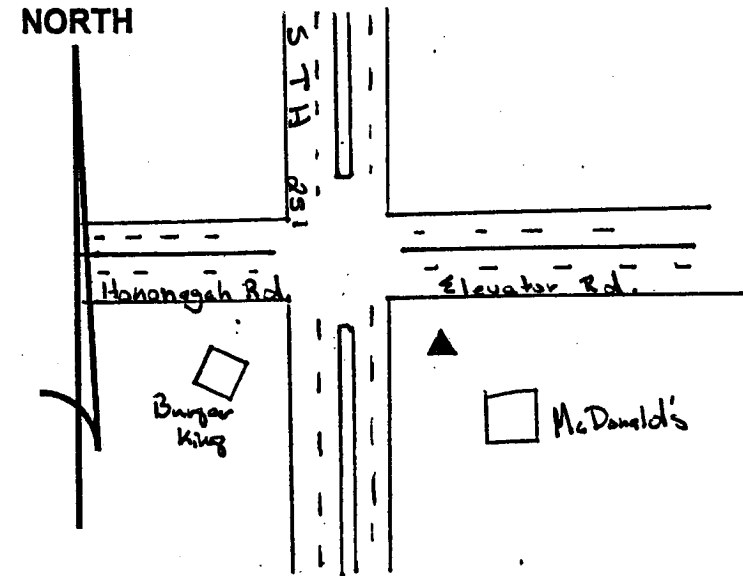 NORTH
STH 251
Hononegah Rd.
Elevator Rd.
Burger
King
McDonald's